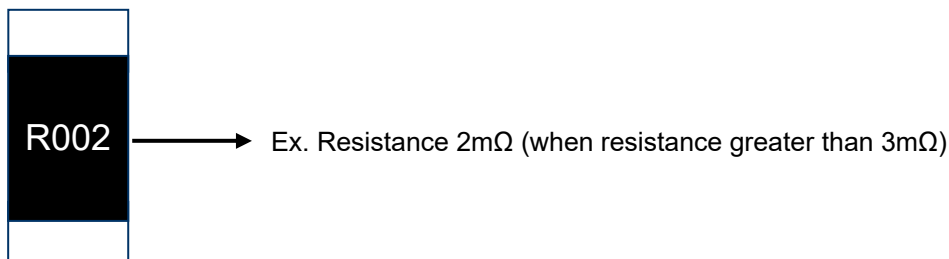 R002
Ex. Resistance 2mΩ (when resistance greater than 3mΩ)